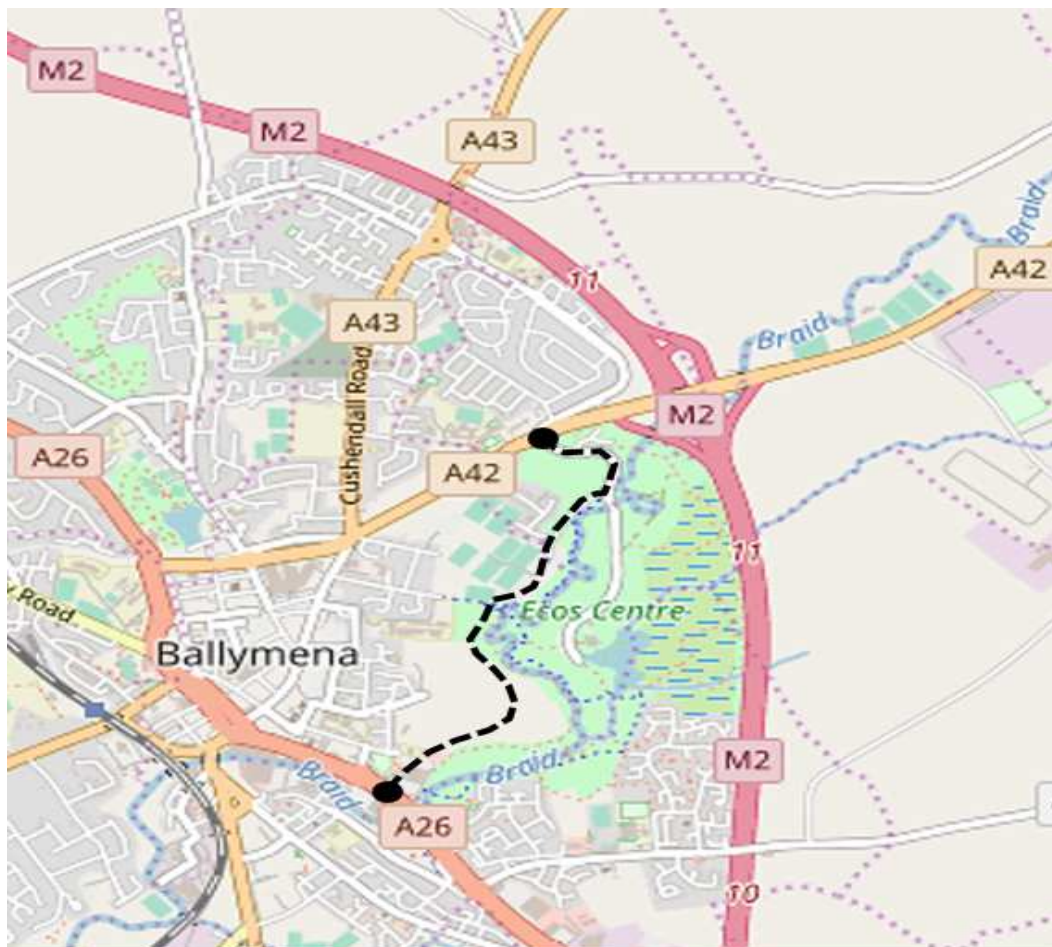 M2
M2
A43
Braid
A42
11
A43
Braid
M2
Cushendall Road
A26
A42
11
y Road
Ecos Centre
Ballymena
Braid
Braid
M2
A26
10